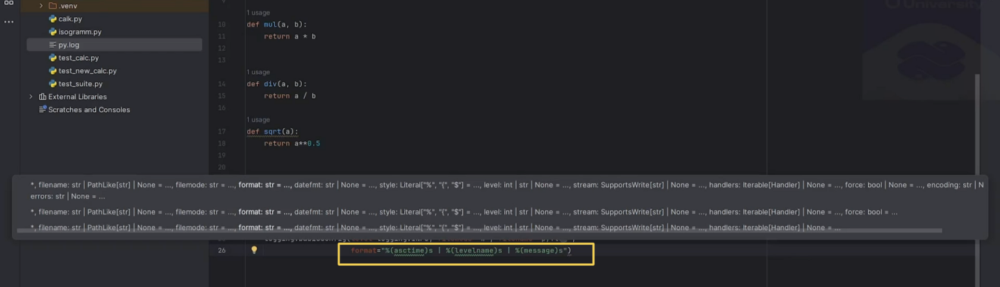 .venv
calk.py
isogramm.py
py.log
test_calc.py
test_new_calc.py
test_suite.py
External Libraries
Scratches and Consoles
University
9
1 usage
10 def mul(a, b):
11 return a * b
12
13
1 usage
14 def div(a, b):
15 return a / b
16
1 usage
17 def sqrt(a):
18 return a**0.5
19
20
*, filename: str | PathLike[str] | None = ..., filemode: str = ..., format: str = ..., datefmt: str | None = ..., style: Literal["%", "{", "$"] = ..., level: int | str | None = ..., stream: SupportsWrite[str] | None = ..., handlers: Iterable[Handler] | None = ..., force: bool | None = ..., encoding: str | N
errors: str | None = ...
*, filename: str | PathLike[str] | None = ..., filemode: str = ..., format: str = ..., datefmt: str | None = ..., style: Literal["%", "{", "$"] = ..., level: int | str | None = ..., stream: SupportsWrite[str] | None = ..., handlers: Iterable[Handler] | None = ..., force: bool = ...
*, filename: str | PathLike[str] | None = ..., filemode: str = ..., format: str = ..., datefmt: str | None = ..., style: Literal["%", "{", "$"] = ..., level: int | str | None = ..., stream: SupportsWrite[str] | None = ..., handlers: Iterable[Handler] | None = ...
26 format="%(asctime)s | %(levelname)s | %(message)s")